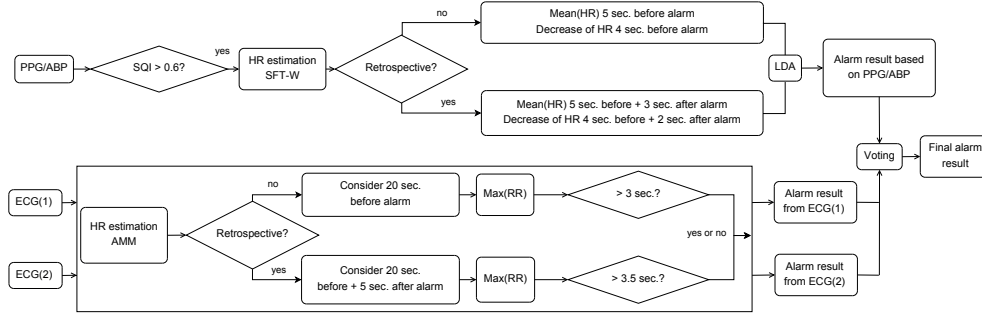 PPG/ABP
SQI > 0.6?
yes
HR estimation
SFT-W
Retrospective?
no
Mean(HR) 5 sec. before alarm
Decrease of HR 4 sec. before alarm
yes
Mean(HR) 5 sec. before + 3 sec. after alarm
Decrease of HR 4 sec. before + 2 sec. after alarm
LDA
Alarm result based
on PPG/ABP
Voting
Final alarm
result
ECG(1)
ECG(2)
HR estimation
AMM
Retrospective?
no
Consider 20 sec.
before alarm
Max(RR)
> 3 sec.?
yes
Consider 20 sec.
before + 5 sec. after alarm
Max(RR)
> 3.5 sec.?
yes or no
Alarm result
from ECG(1)
Alarm result
from ECG(2)